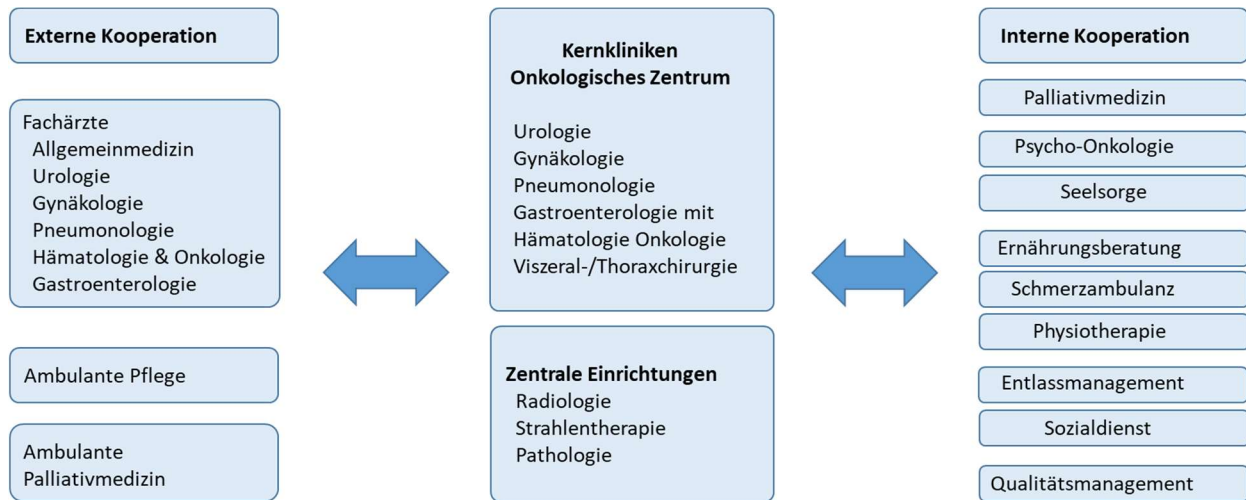 Externe Kooperation
Fachärzte
Allgemeinmedizin
Urologie
Gynäkologie
Pneumonologie
Hämatologie & Onkologie
Gastroenterologie
Ambulante Pflege
Ambulante
Palliativmedizin
Kernkliniken
Onkologisches Zentrum
Urologie
Gynäkologie
Pneumonologie
Gastroenterologie mit
Hämatologie Onkologie
Viszeral-/Thoraxchirurgie
Zentrale Einrichtungen
Radiologie
Strahlentherapie
Pathologie
Interne Kooperation
Palliativmedizin
Psycho-Onkologie
Seelsorge
Ernährungsberatung
Schmerzambulanz
Physiotherapie
Entlassmanagement
Sozialdienst
Qualitätsmanagement